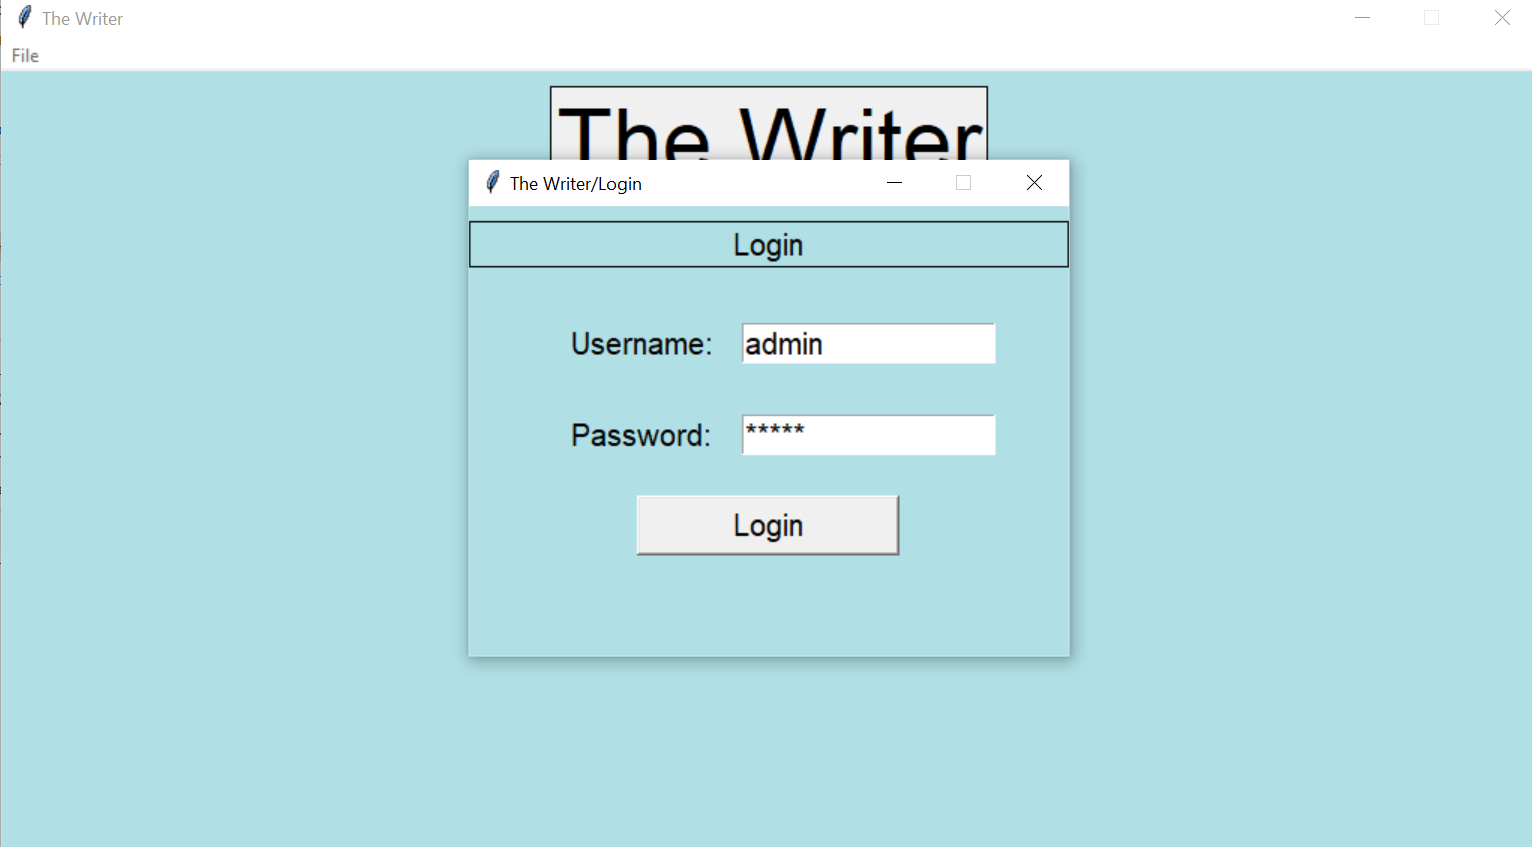 The Writer
File
The Writer
The Writer/Login
Login
Username: admin
Password: *****
Login